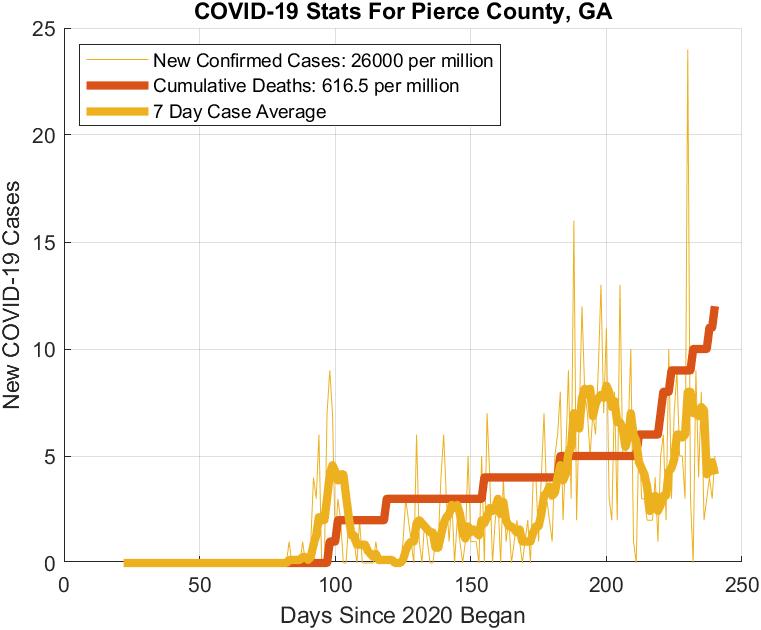 COVID-19 Stats For Pierce County, GA
New Confirmed Cases: 26000 per million
Cumulative Deaths: 616.5 per million
7 Day Case Average
New COVID-19 Cases
25
20
15
10
5
0
0 50 100 150 200 250
Days Since 2020 Began